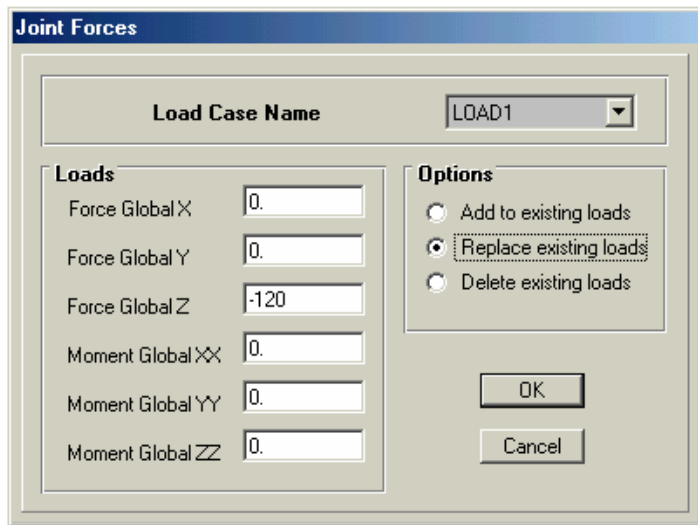 Joint Forces
Load Case Name LOAD1
Loads
Force Global X 0.
Force Global Y 0.
Force Global Z -120
Moment Global XX 0.
Moment Global YY 0.
Moment Global ZZ 0.
Options
Add to existing loads
Replace existing loads
Delete existing loads
OK
Cancel